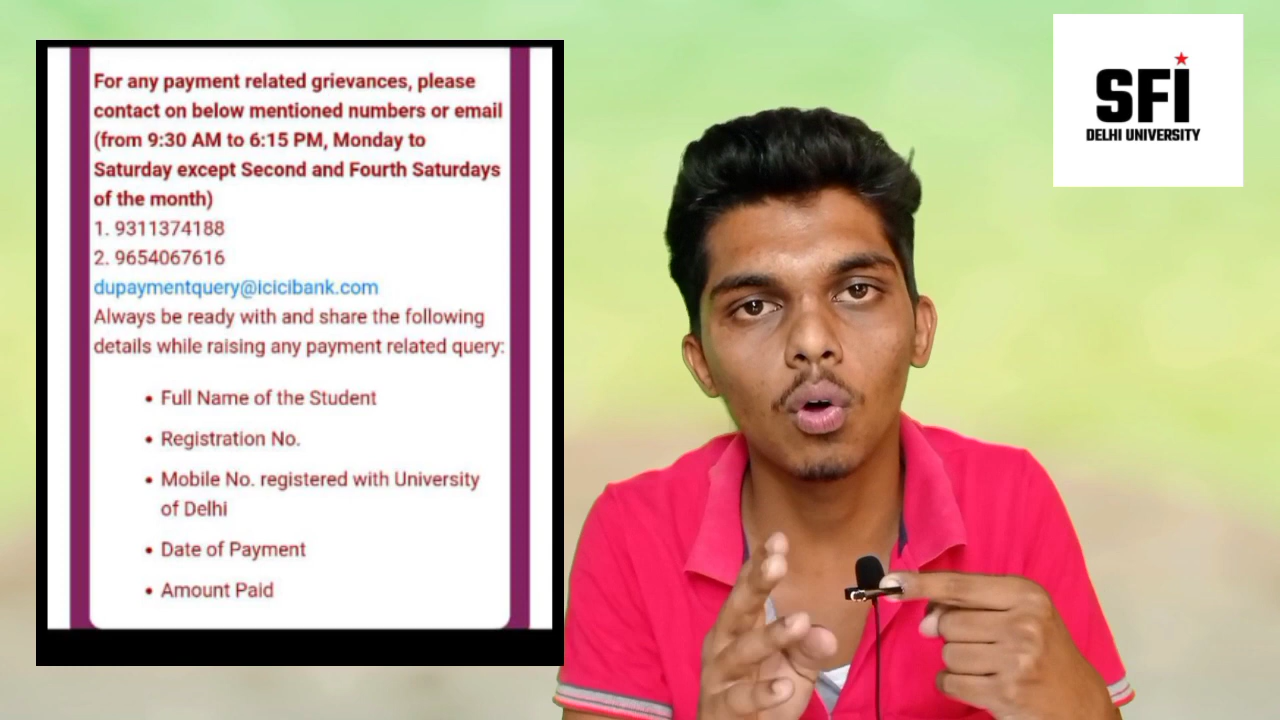 For any payment related grievances, please
contact on below mentioned numbers or email
(from 9:30 AM to 6:15 PM, Monday to
Saturday except Second and Fourth Saturdays
of the month)
1. 9311374188
2. 9654067616
dupaymentquery@icicibank.com
Always be ready with and share the following
details while raising any payment related query:
• Full Name of the Student
• Registration No.
• Mobile No. registered with University
of Delhi
• Date of Payment
• Amount Paid
SFI
DELHI UNIVERSITY